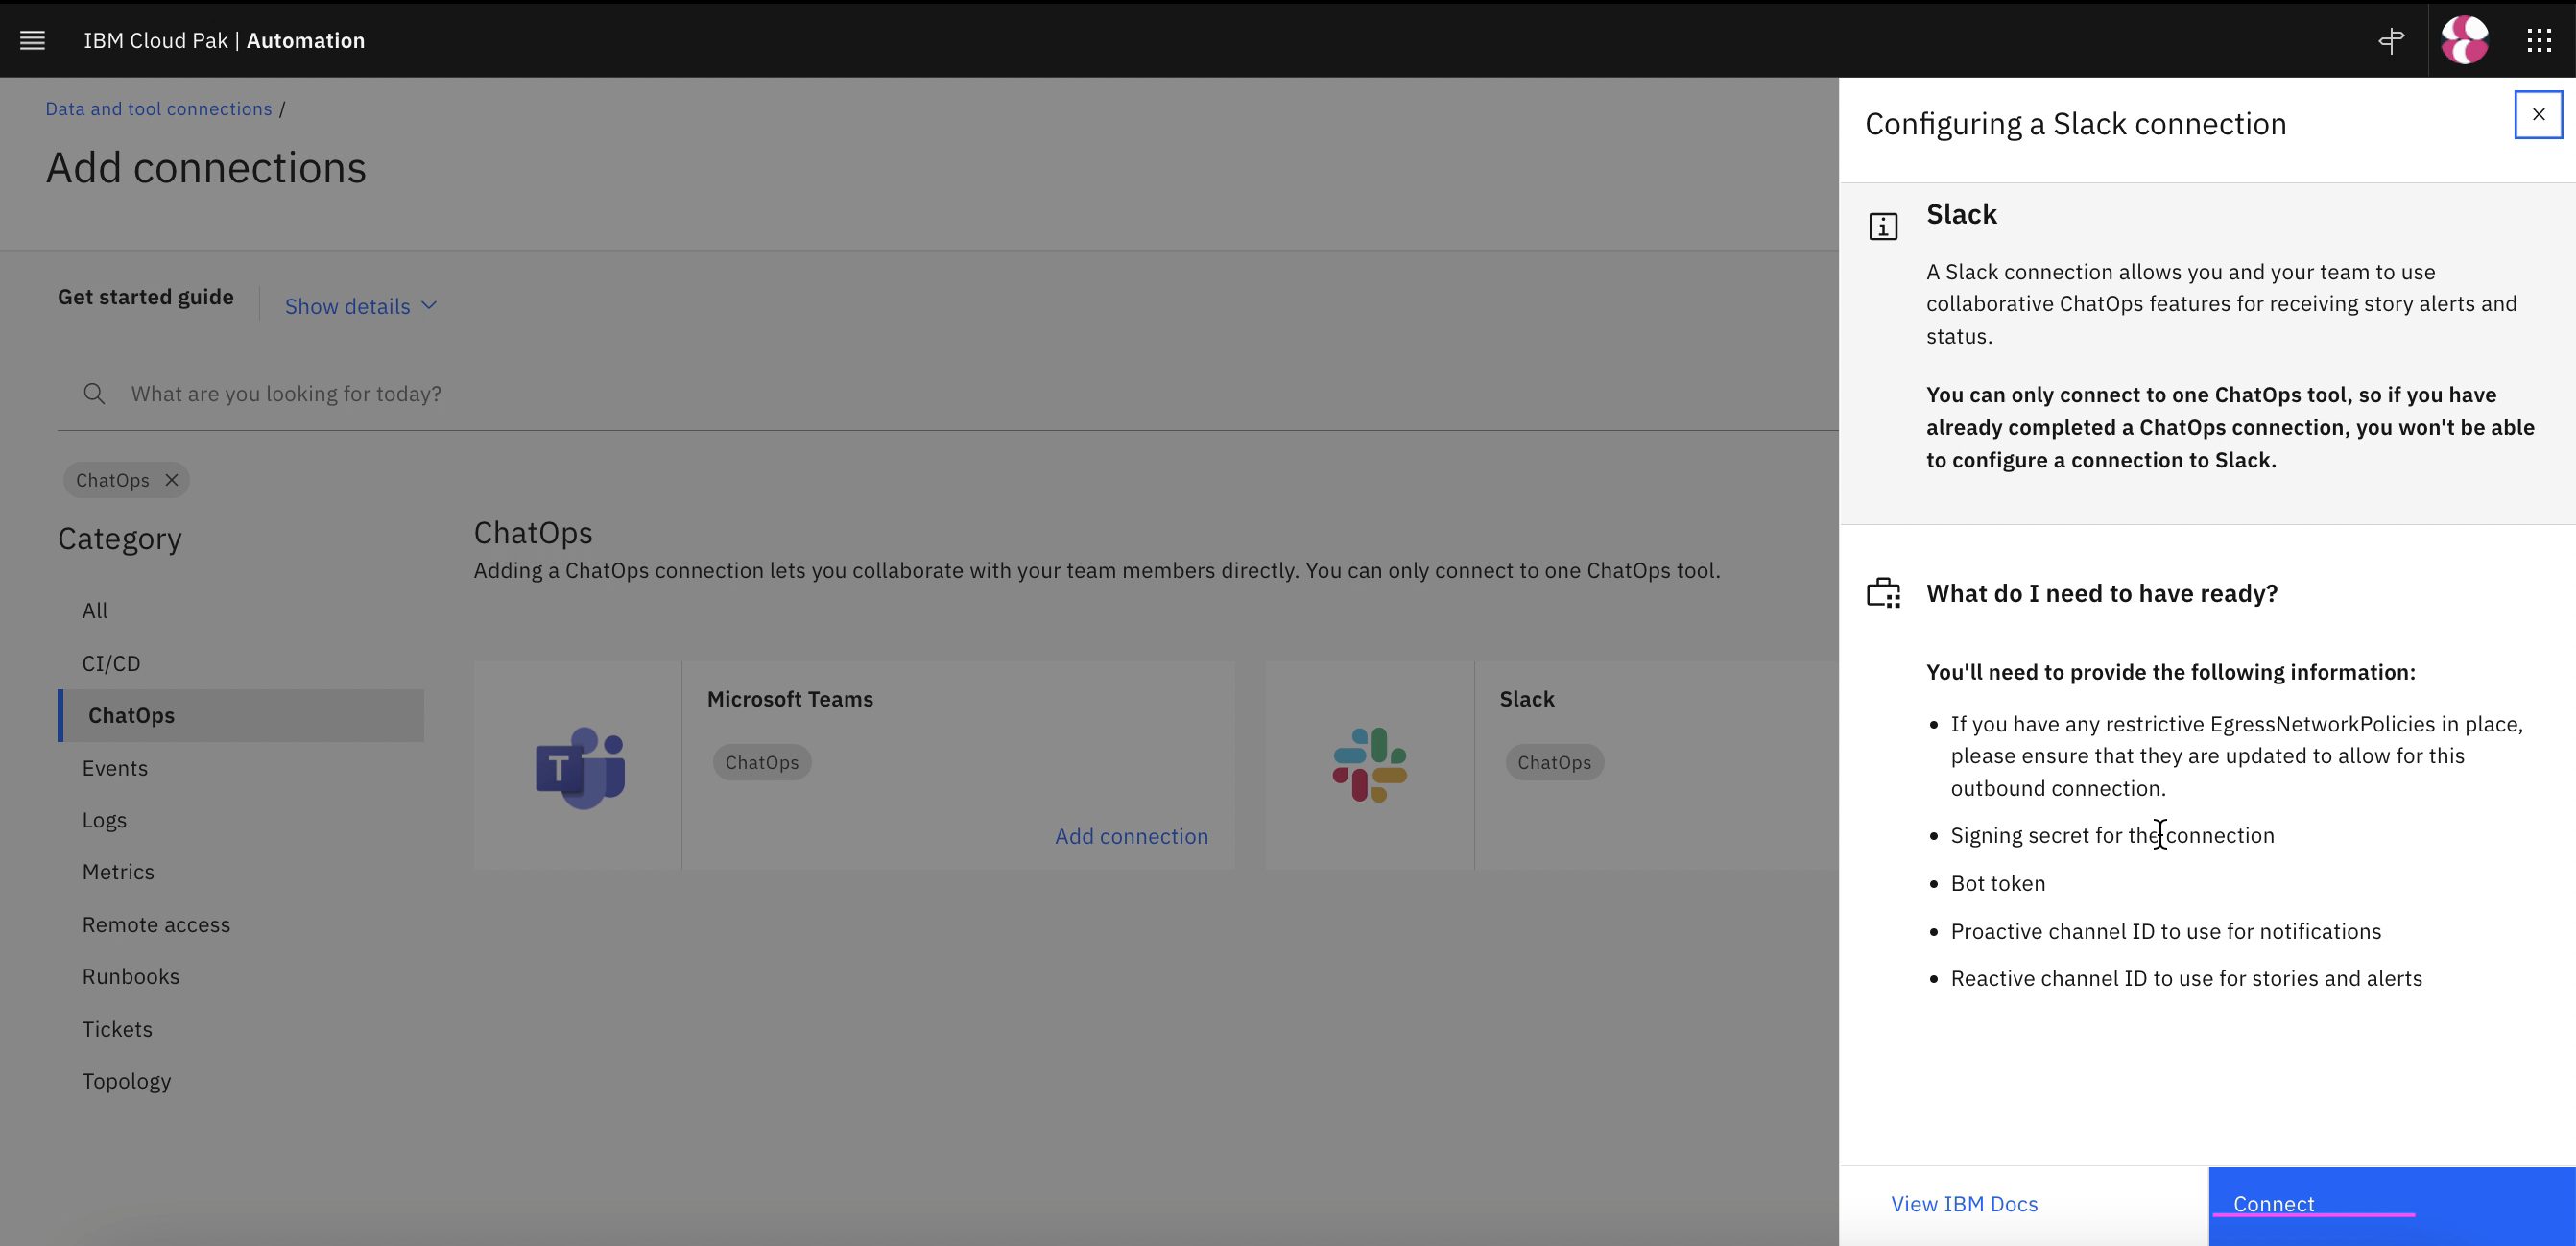 IBM Cloud Pak | Automation
Data and tool connections /
Add connections
Get started guide
Show details
What are you looking for today?
ChatOps
Category
All
CI/CD
ChatOps
Events
Logs
Metrics
Remote access
Runbooks
Tickets
Topology
ChatOps
Adding a ChatOps connection lets you collaborate with your team members directly. You can only connect to one ChatOps tool.
T
Microsoft Teams
ChatOps
Add connection
Slack
ChatOps
Configuring a Slack connection
Slack
A Slack connection allows you and your team to use
collaborative ChatOps features for receiving story alerts and
status.
You can only connect to one ChatOps tool, so if you have
already completed a ChatOps connection, you won't be able
to configure a connection to Slack.
What do I need to have ready?
You'll need to provide the following information:
• If you have any restrictive EgressNetworkPolicies in place,
please ensure that they are updated to allow for this
outbound connection.
• Signing secret for the connection
• Bot token
• Proactive channel ID to use for notifications
• Reactive channel ID to use for stories and alerts
View IBM Docs
Connect